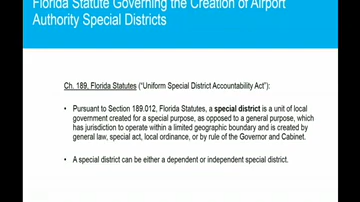 Florida Statute Governing the Creation of Airport
Authority Special Districts
Ch. 189, Florida Statutes ("Uniform Special District Accountability Act"):
• Pursuant to Section 189.012, Florida Statutes, a special district is a unit of local
government created for a special purpose, as opposed to a general purpose, which
has jurisdiction to operate within a limited geographic boundary and is created by
general law, special act, local ordinance, or by rule of the Governor and Cabinet.
• A special district can be either a dependent or independent special district.